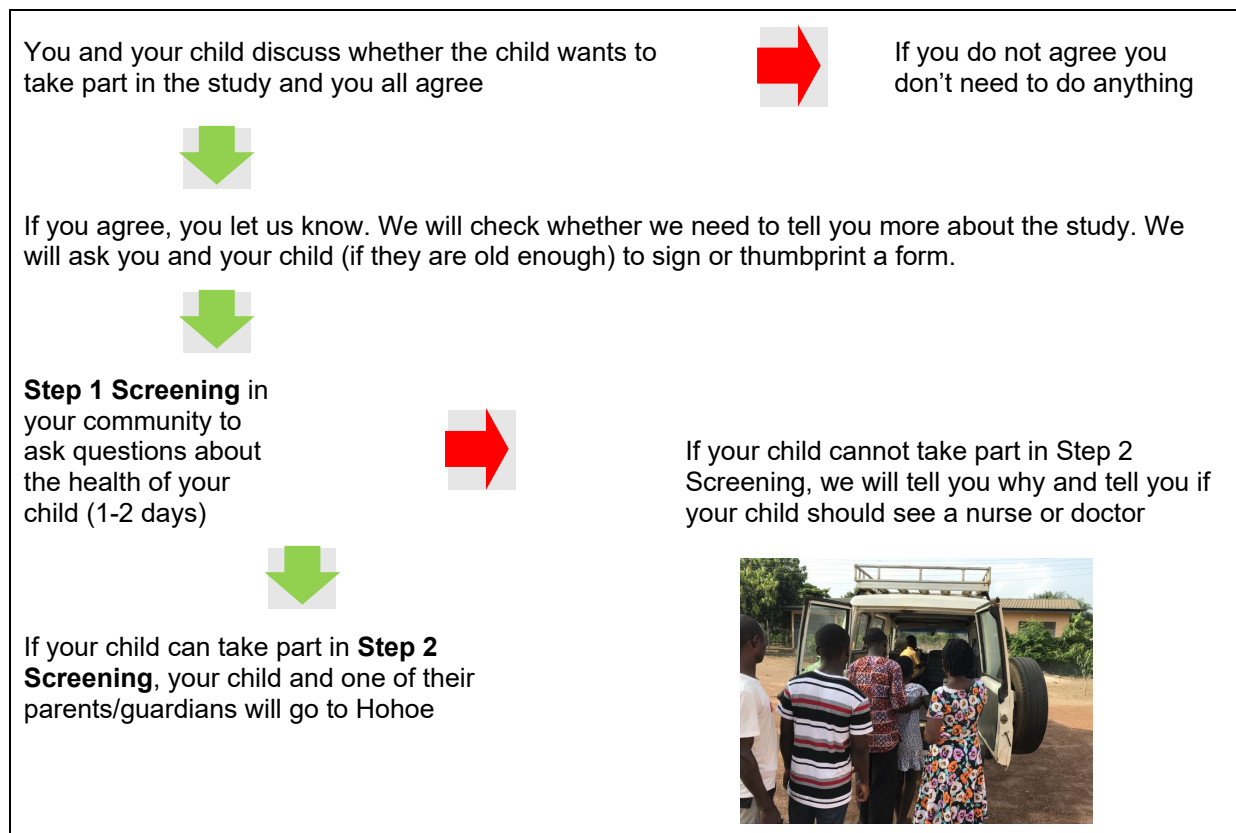 You and your child discuss whether the child wants to
take part in the study and you all agree
If you do not agree you
don’t need to do anything
If you agree, you let us know. We will check whether we need to tell you more about the study. We
will ask you and your child (if they are old enough) to sign or thumbprint a form.
Step 1 Screening in
your community to
ask questions about
the health of your
child (1-2 days)
If your child cannot take part in Step 2
Screening, we will tell you why and tell you if
your child should see a nurse or doctor
If your child can take part in Step 2
Screening, your child and one of their
parents/guardians will go to Hohoe